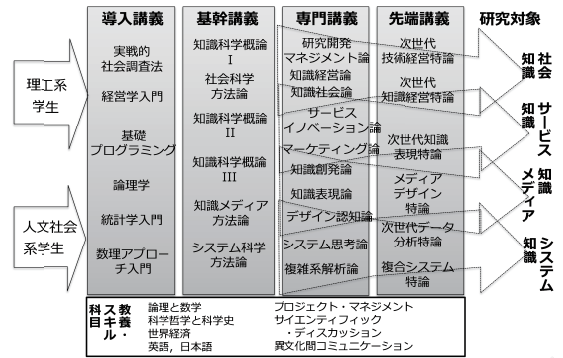 導入講義
実戦的
社会調査法
経営学入門
基礎
プログラミング
論理学
統計学入門
数理アプロー
チ入門
基幹講義
知識科学概論
I
社会科学
方法論
知識科学概論
II
知識科学概論
III
知識メディア
方法論
システム科学
方法論
専門講義
研究開発
マネジメント論
知識経営論
知識社会論
サービス
イノベーション論
マーケティング論
知識創発論
知識表現論
デザイン認知論
システム思考論
複雑系解析論
先端講義
次世代
技術経営特論
次世代
知識経営特論
次世代知識
表現特論
メディア
デザイン
特論
次世代データ
分析特論
複合システム
特論
研究対象
社会
知識
サービス
知識
知識
メディア
システム
知識
理工系
学生
人文社会
系学生
教養・
スキル
科目
論理と数学
科学哲学と科学史
世界経済
英語，日本語
プロジェクト・マネジメント
サイエンティフィック
・ディスカッション
異文化間コミュニケーション